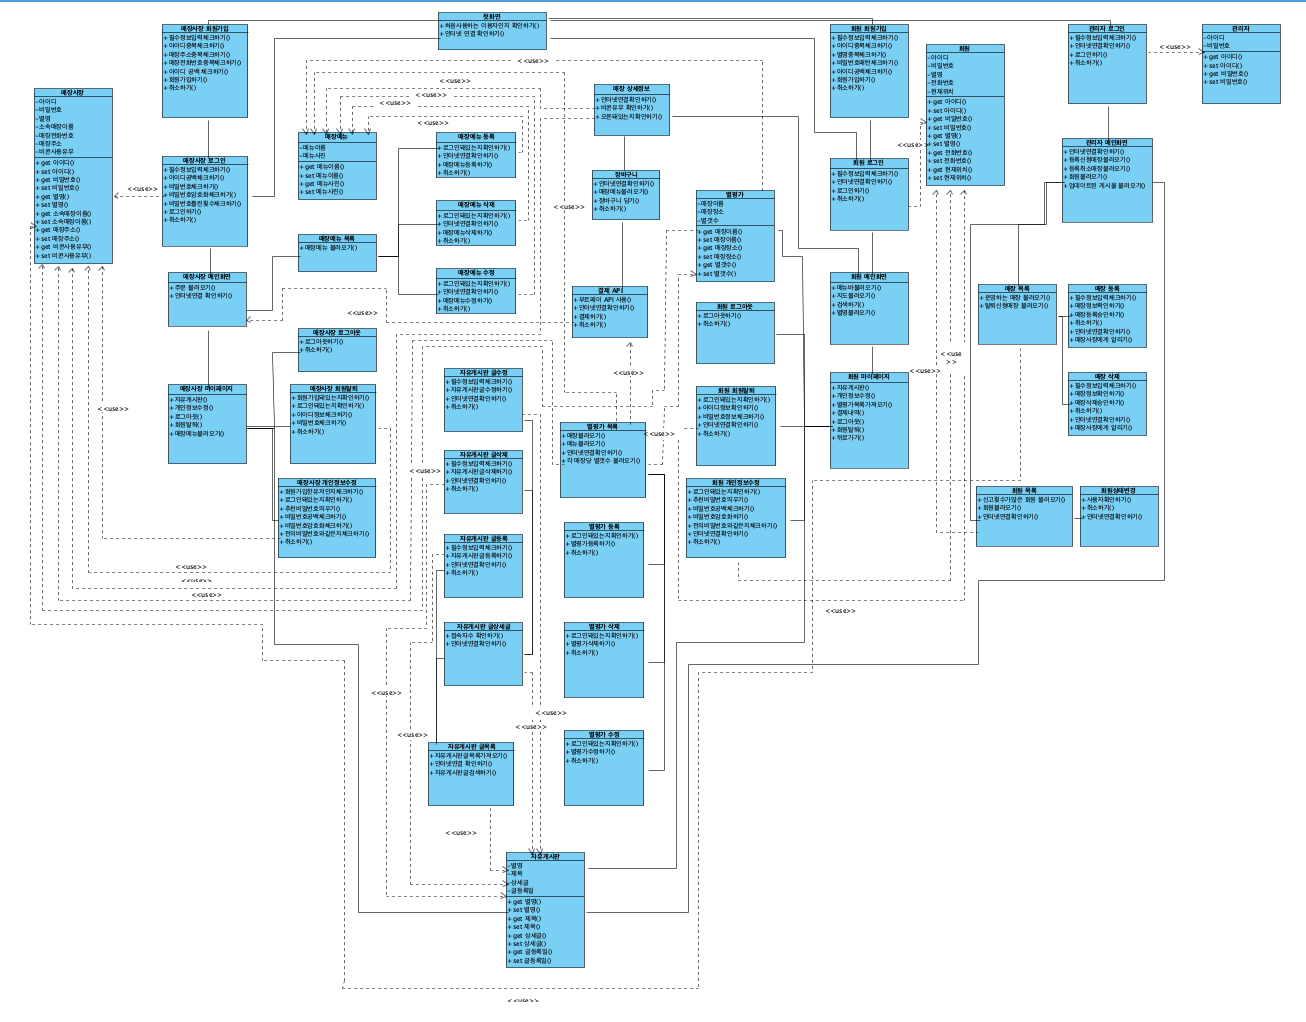 첫화면
+ 처음사용하는 이용자인지 확인하기()
+ 인터넷 연결 확인하기()
매장사장 회원가입
+ 필수정보입력체크하기()
+ 아이디중복체크하기()
+ 매장주소중복체크하기()
+ 매장전화번호중복체크하기()
+ 아이디 공백 체크하기()
+ 회원가입하기()
+ 취소하기()
회원 회원가입
+ 필수정보입력체크하기()
+ 아이디중복체크하기()
+ 별명중복체크하기()
+ 비밀번호패턴체크하기()
+ 아이디공백체크하기()
+ 회원가입하기()
+ 취소하기()
회원
- 아이디
- 비밀번호
- 별명
- 전화번호
- 현재위치
+ get 아이디()
+ set 아이디()
+ get 비밀번호()
+ set 비밀번호()
+ get 별명()
+ set 별명()
+ get 전화번호()
+ set 전화번호()
+ get 현재위치()
+ set 현재위치()
관리자 로그인
+ 필수정보입력체크하기()
+ 인터넷연결확인하기()
+ 로그인하기()
+ 취소하기()
<<use>>
관리자
- 아이디
- 비밀번호
+ get 아이디()
+ set 아이디()
+ get 비밀번호()
+ set 비밀번호()
매장사장
- 아이디
- 비밀번호
- 별명
- 소속매장이름
- 매장전화번호
- 매장주소
- 비콘사용유무
+ get 아이디()
+ set 아이디()
+ get 비밀번호()
+ set 비밀번호()
+ get 별명()
+ set 별명()
+ get 소속매장이름()
+ set 소속매장이름()
+ get 매장주소()
+ set 매장주소()
+ get 비콘사용유무()
+ set 비콘사용유무()
<<use>>
매장사장 로그인
+ 필수정보입력체크하기()
+ 아이디공백체크하기()
+ 비밀번호체크하기()
+ 비밀번호암호화체크하기()
+ 비밀번호틀린횟수체크하기()
+ 로그인하기()
+ 취소하기()
<<use>>
<<use>>
<<use>>
<<use>>
<<use>>
매장메뉴
- 메뉴이름
- 메뉴사진
+ get 메뉴이름()
+ set 메뉴이름()
+ get 메뉴사진()
+ set 메뉴사진()
매장메뉴 등록
+ 로그인돼있는지확인하기()
+ 인터넷연결확인하기()
+ 매장메뉴등록하기()
+ 취소하기()
매장 상세정보
+ 인터넷연결확인하기()
+ 비콘유무 확인하기()
+ 오픈돼있는지확인하기()
장바구니
+ 인터넷연결확인하기()
+ 매장메뉴불러오기()
+ 장바구니 담기()
+ 취소하기()
<<use>>
매장메뉴 삭제
+ 로그인돼있는지확인하기()
+ 인터넷연결확인하기()
+ 매장메뉴삭제하기()
+ 취소하기()
별평가
- 매장이름
- 매장장소
- 별갯수
+ get 매장이름()
+ set 매장이름()
+ get 매장장소()
+ set 매장장소()
+ get 별갯수()
+ set 별갯수()
회원 로그인
+ 필수정보입력체크하기()
+ 인터넷연결확인하기()
+ 로그인하기()
+ 취소하기()
<<use>>
관리자 메인화면
+ 인터넷연결확인하기()
+ 등록신청매장불러오기()
+ 등록취소매장불러오기()
+ 회원불러오기()
+ 업데이트된 게시물 불러오기()
매장메뉴 목록
+ 매장메뉴 불러오기()
매장사장 메인화면
+ 주문 불러오기()
+ 인터넷연결 확인하기()
매장메뉴 수정
+ 로그인돼있는지확인하기()
+ 인터넷연결확인하기()
+ 매장메뉴수정하기()
+ 취소하기()
<<use>>
결제 API
+ 부트페이 API 사용()
+ 인터넷연결확인하기()
+ 결제하기()
+ 취소하기()
회원 로그아웃
+ 로그아웃하기()
+ 취소하기()
회원 메인화면
+ 메뉴바불러오기()
+ 지도불러오기()
+ 검색하기()
+ 별명불러오기()
매장 목록
+ 운영하는 매장 불러오기()
+ 탈퇴신청매장 불러오기()
매장 등록
+ 필수정보입력체크하기()
+ 매장정보확인하기()
+ 매장등록승인하기()
+ 취소하기()
+ 인터넷연결확인하기()
+ 매장사장에게 알리기()
매장사장 로그아웃
+ 로그아웃하기()
+ 취소하기()
<<use
>>
<<use>>
<<use>>
매장사장 마이페이지
+ 자유게시판()
+ 개인정보수정()
+ 로그아웃()
+ 회원탈퇴()
+ 매장메뉴불러오기()
<<use>>
매장사장 회원탈퇴
+ 회원가입돼있는지확인하기()
+ 로그인돼있는지확인하기()
+ 아이디정보체크하기()
+ 비밀번호체크하기()
+ 취소하기()
자유게시판 글수정
+ 필수정보입력체크하기()
+ 자유게시판글수정하기()
+ 인터넷연결확인하기()
+ 취소하기()
회원 회원탈퇴
+ 로그인돼있는지확인하기()
+ 아이디정보확인하기()
+ 비밀번호정보체크하기()
+ 인터넷연결확인하기()
+ 취소하기()
회원 마이페이지
+ 자유게시판()
+ 개인정보수정()
+ 별평가목록가져오기()
+ 결제내역()
+ 로그아웃()
+ 회원탈퇴()
+ 뒤로가기()
매장 삭제
+ 필수정보입력체크하기()
+ 매장정보확인하기()
+ 매장삭제승인하기()
+ 취소하기()
+ 인터넷연결확인하기()
+ 매장사장에게 알리기()
별평가 목록
+ 매장불러오기()
+ 메뉴불러오기()
+ 인터넷연결확인하기()
+ 각 매장당 별갯수 불러오기()
<<use>>
자유게시판 글삭제
+ 필수정보입력체크하기()
+ 자유게시판글삭제하기()
+ 인터넷연결확인하기()
+ 취소하기()
<<use>>
매장사장 개인정보수정
+ 회원가입한유저인지체크하기()
+ 로그인돼있는지확인하기()
+ 추천비밀번호띄우기()
+ 비밀번호공백체크하기()
+ 비밀번호암호화체크하기()
+ 전의비밀번호와같은지체크하기()
+ 취소하기()
회원 개인정보수정
+ 로그인돼있는지확인하기()
+ 추천비밀번호띄우기()
+ 비밀번호공백체크하기()
+ 비밀번호암호화하기()
+ 전의비밀번호와같은지체크하기()
+ 인터넷연결확인하기()
+ 취소하기()
회원 목록
+ 신고횟수가많은 회원 불러오기()
+ 회원불러오기()
+ 인터넷연결확인하기()
회원상태변경
+ 사용자확인하기()
+ 취소하기()
+ 인터넷연결확인하기()
별평가 등록
+ 로그인돼있는지확인하기()
+ 별평가등록하기()
+ 취소하기()
자유게시판 글등록
+ 필수정보입력체크하기()
+ 자유게시판글등록하기()
+ 인터넷연결확인하기()
+ 취소하기()
<<use>>
<<use>>
<<use>>
<<use>>
자유게시판 글상세글
+ 접속자수 확인하기()
+ 인터넷연결확인하기()
별평가 삭제
+ 로그인돼있는지확인하기()
+ 별평가삭제하기()
+ 취소하기()
<<use>>
<<use>>
<<use>>
<<use>>
별평가 수정
+ 로그인돼있는지확인하기()
+ 별평가수정하기()
+ 취소하기()
자유게시판 글목록
+ 자유게시판글목록가져오기()
+ 인터넷연결 확인하기()
+ 자유게시판글검색하기()
<<use>>
자유게시판
- 별명
- 제목
- 상세글
- 글등록일
+ get 별명()
+ set 별명()
+ get 제목()
+ set 제목()
+ get 상세글()
+ set 상세글()
+ get 글등록일()
+ set 글등록일()
<<use>>